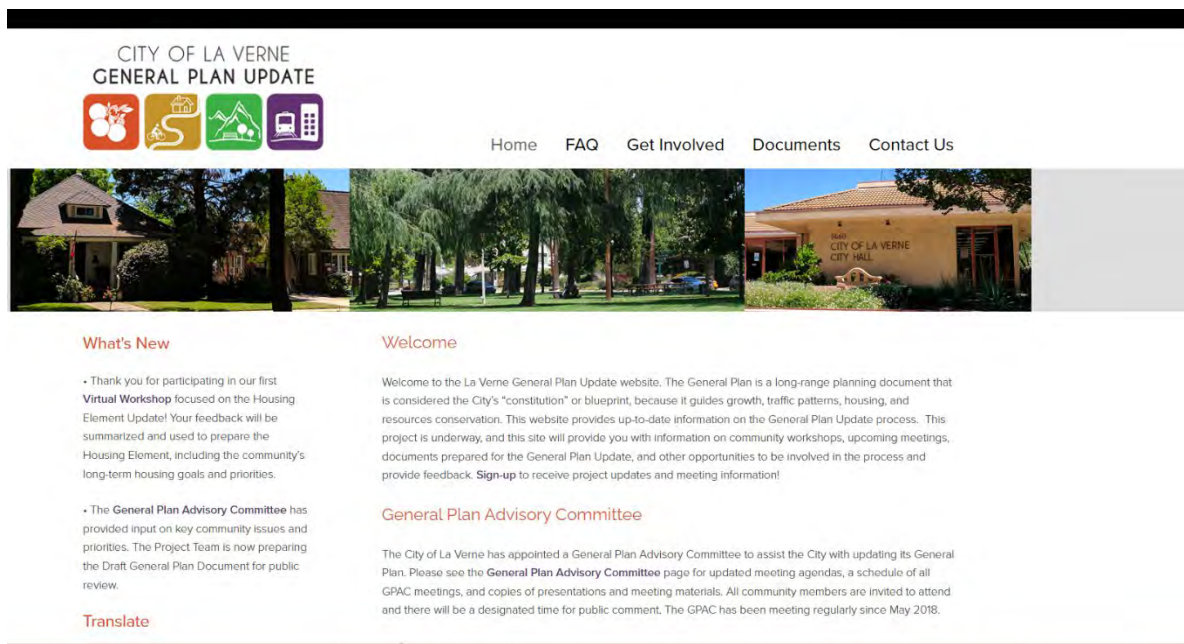 CITY OF LA VERNE
GENERAL PLAN UPDATE
Home FAQ Get Involved Documents Contact Us
CITY OF LA VERNE
CITY HALL
What's New
• Thank you for participating in our first
Virtual Workshop focused on the Housing
Element Update! Your feedback will be
summarized and used to prepare the
Housing Element, including the community's
long-term housing goals and priorities.
• The General Plan Advisory Committee has
provided input on key community issues and
priorities. The Project Team is now preparing
the Draft General Plan Document for public
review.
Translate
Welcome
Welcome to the La Verne General Plan Update website. The General Plan is a long-range planning document that
is considered the City's “constitution” or blueprint, because it guides growth, traffic patterns, housing, and
resources conservation. This website provides up-to-date information on the General Plan Update process. This
project is underway, and this site will provide you with information on community workshops, upcoming meetings,
documents prepared for the General Plan Update, and other opportunities to be involved in the process and
provide feedback. Sign-up to receive project updates and meeting information!
General Plan Advisory Committee
The City of La Verne has appointed a General Plan Advisory Committee to assist the City with updating its General
Plan. Please see the General Plan Advisory Committee page for updated meeting agendas, a schedule of all
GPAC meetings, and copies of presentations and meeting materials. All community members are invited to attend
and there will be a designated time for public comment. The GPAC has been meeting regularly since May 2018.